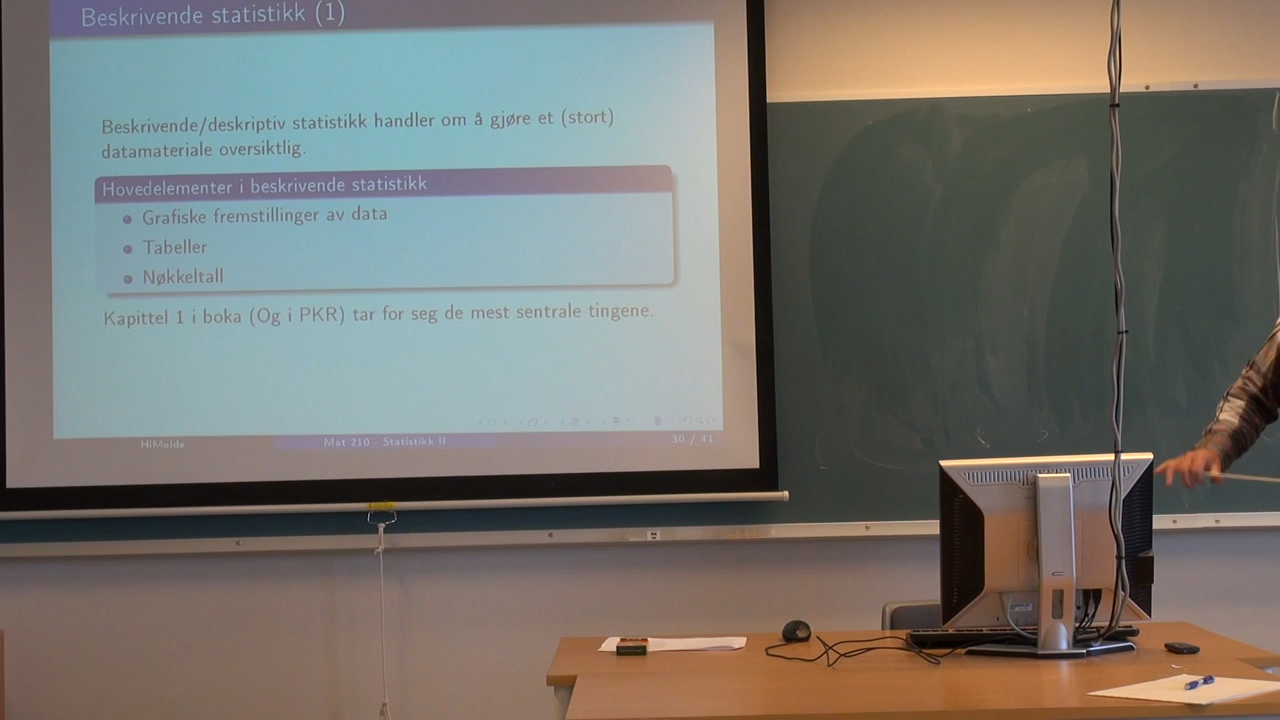 Beskrivende statistikk (1)
Beskrivende/deskriptiv statistikk handler om å gjøre et (stort)
datamateriale oversiktlig.
Hovedelementer i beskrivende statistikk
Grafiske fremstillinger av data
Tabeller
Nøkkeltall
Kapittel 1 i boka (Og i PKR) tar for seg de mest sentrale tingene.
HiMolde
Mat 210 - Statistikk II
30 / 41